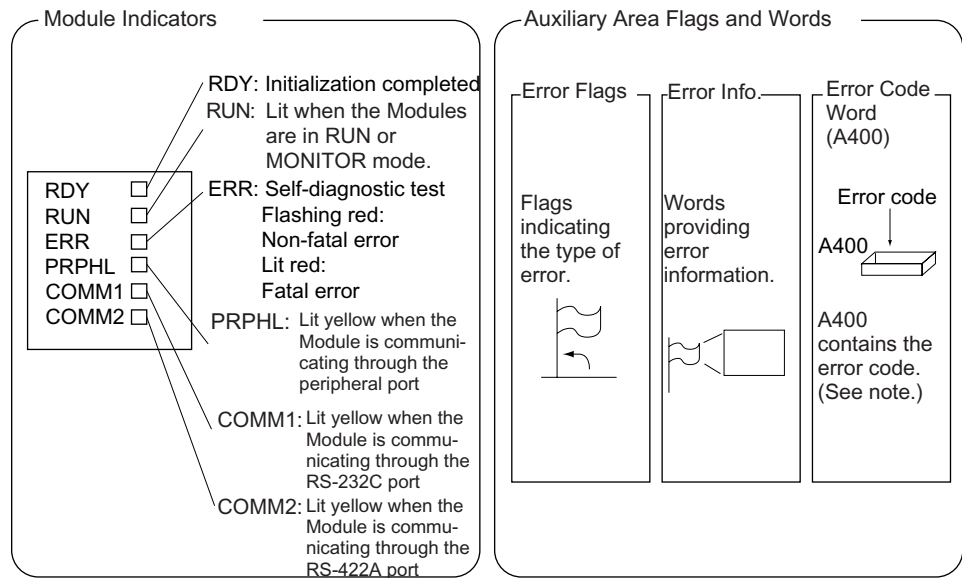 Module Indicators
RDY: Initialization completed
RUN: Lit when the Modules
are in RUN or
MONITOR mode.
RDY
RUN
ERR
PRPHL
COMM1
COMM2
ERR: Self-diagnostic test
Flashing red:
Non-fatal error
Lit red:
Fatal error
PRPHL: Lit yellow when the
Module is communi-
cating through the
peripheral port
COMM1: Lit yellow when the
Module is commu-
nicating through the
RS-232C port
COMM2: Lit yellow when the
Module is commu-
nicating through the
RS-422A port
Auxiliary Area Flags and Words
Error Flags
Flags
indicating
the type of
error.
Error Info.
Words
providing
error
information.
Error Code
Word
(A400)
Error code
A400
A400
contains the
error code.
(See note.)